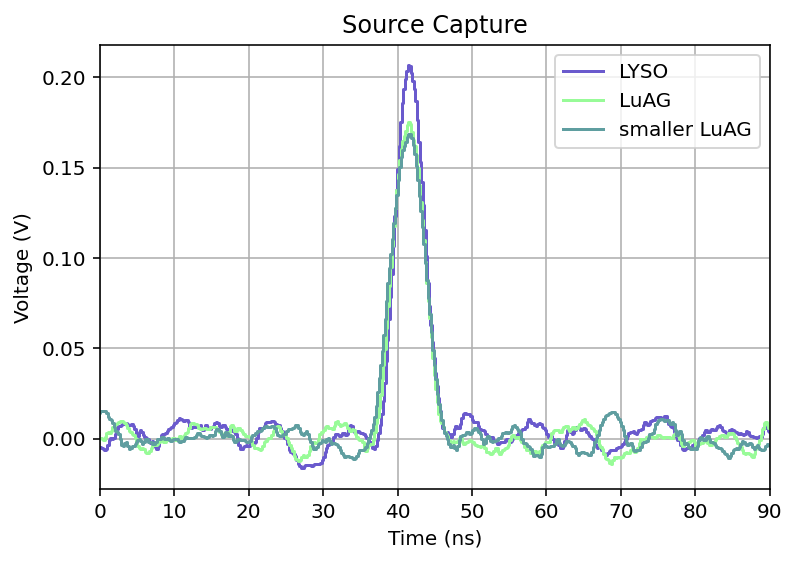 Source Capture
LYSO
LuAG
smaller LuAG
Voltage (V)
0.20
0.15
0.10
0.05
0.00
0 10 20 30 40 50 60 70 80 90
Time (ns)